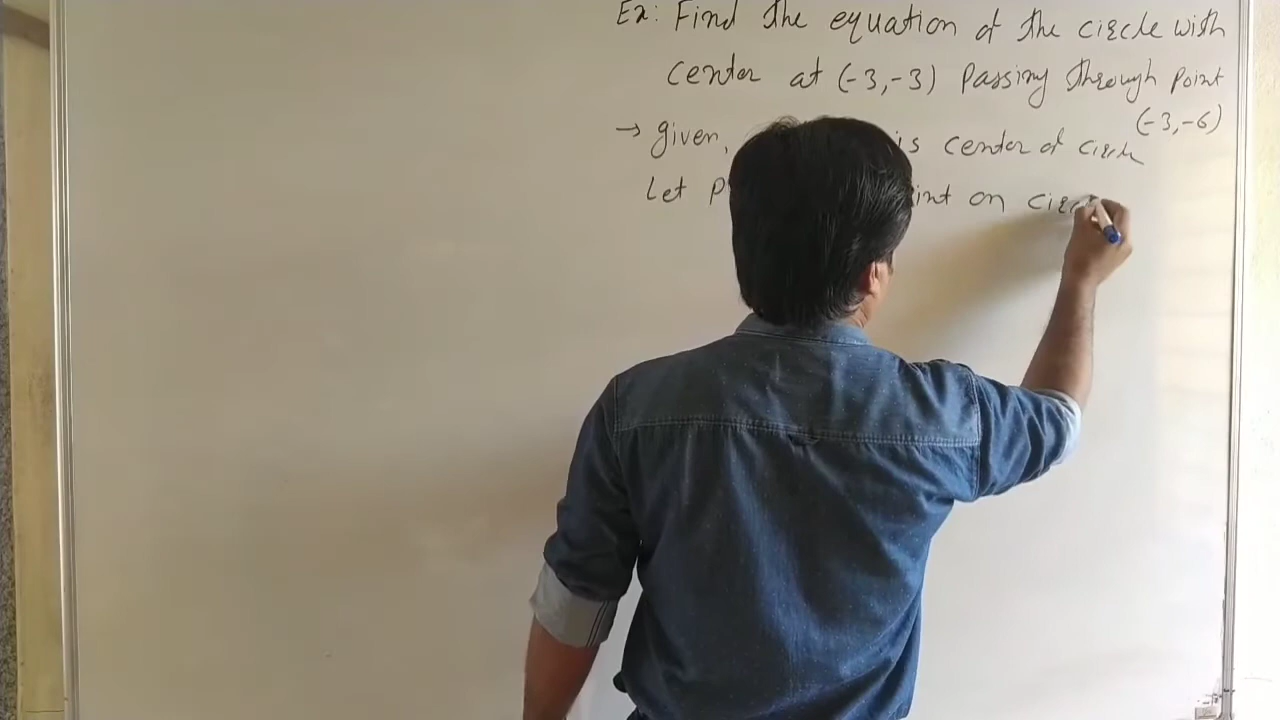 Ex: Find the equation of the circle with
center at (-3,-3) Passing through Point
(-3,-6)
→ given, is center of circle
Let P int on circ